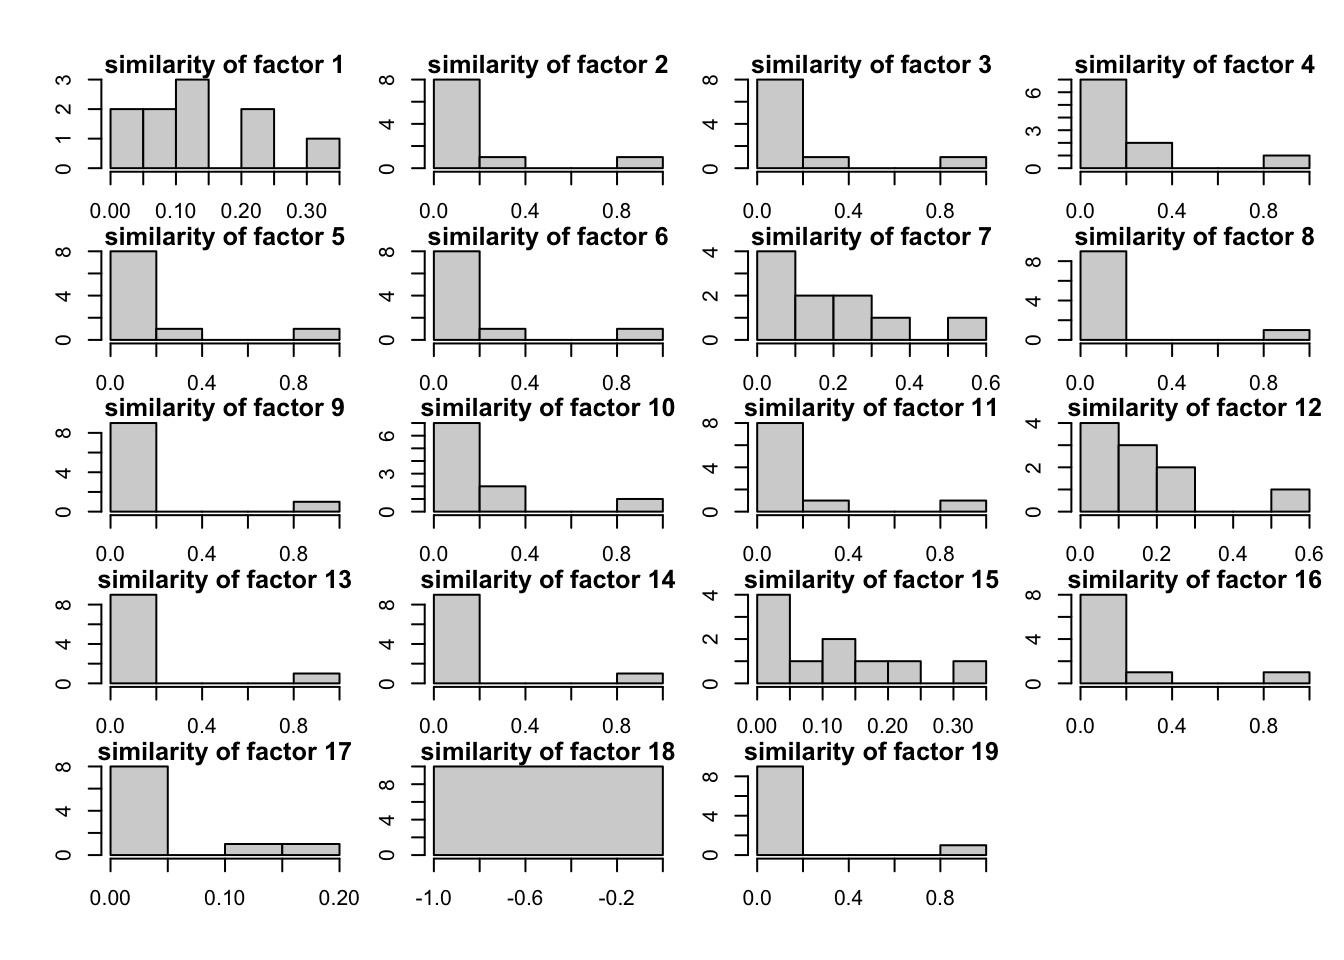 similarity of factor 1 similarity of factor 2 similarity of factor 3 similarity of factor 4
0 1 2 3 0 4 8 0 4 8 0 3 6
0.00 0.10 0.20 0.30 0.0 0.4 0.8 0.0 0.4 0.8 0.0 0.4 0.8
similarity of factor 5 similarity of factor 6 similarity of factor 7 similarity of factor 8
0 4 8 0 4 8 0 2 4 0 4 8
0.0 0.4 0.8 0.0 0.4 0.8 0.0 0.2 0.4 0.6 0.0 0.4 0.8
similarity of factor 9 similarity of factor 10 similarity of factor 11 similarity of factor 12
0 4 8 0 3 6 0 4 8 0 2 4
0.0 0.4 0.8 0.0 0.4 0.8 0.0 0.4 0.8 0.0 0.2 0.4 0.6
similarity of factor 13 similarity of factor 14 similarity of factor 15 similarity of factor 16
0 4 8 0 4 8 0 2 4 0 4 8
0.0 0.4 0.8 0.0 0.4 0.8 0.00 0.10 0.20 0.30 0.0 0.4 0.8
similarity of factor 17 similarity of factor 18 similarity of factor 19
0 4 8 0 4 8 0 4 8
0.00 0.10 0.20 -1.0 -0.6 -0.2 0.0 0.4 0.8